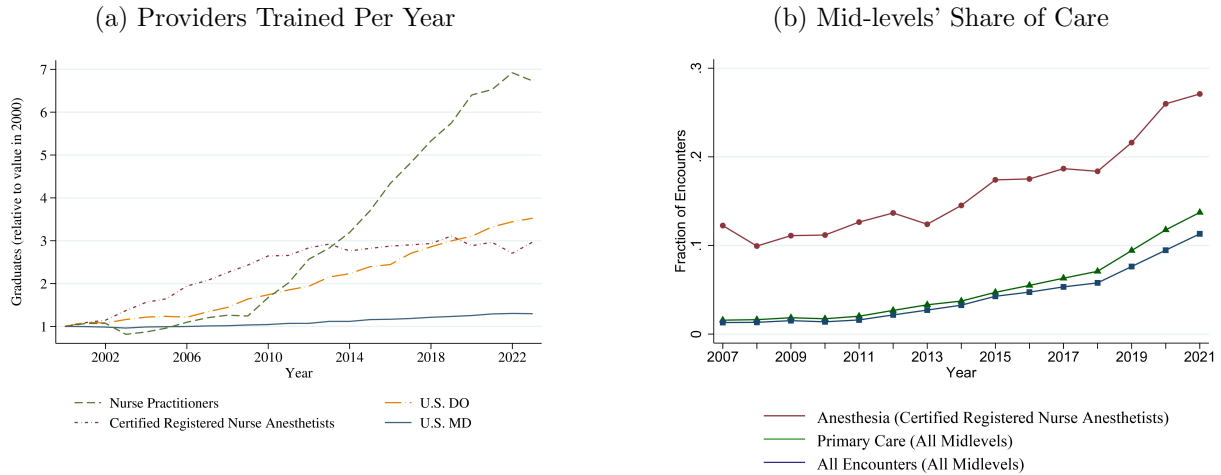 (a) Providers Trained Per Year
Graduates (relative to value in 2000)
7
6
5
4
3
2
1
2002 2006 2010 2014 2018 2022
Year
Nurse Practitioners
U.S. DO
Certified Registered Nurse Anesthetists
U.S. MD
(b) Mid-levels' Share of Care
Fraction of Encounters
.3
.2
.1
0
2007 2009 2011 2013 2015 2017 2019 2021
Year
Anesthesia (Certified Registered Nurse Anesthetists)
Primary Care (All Midlevels)
All Encounters (All Midlevels)